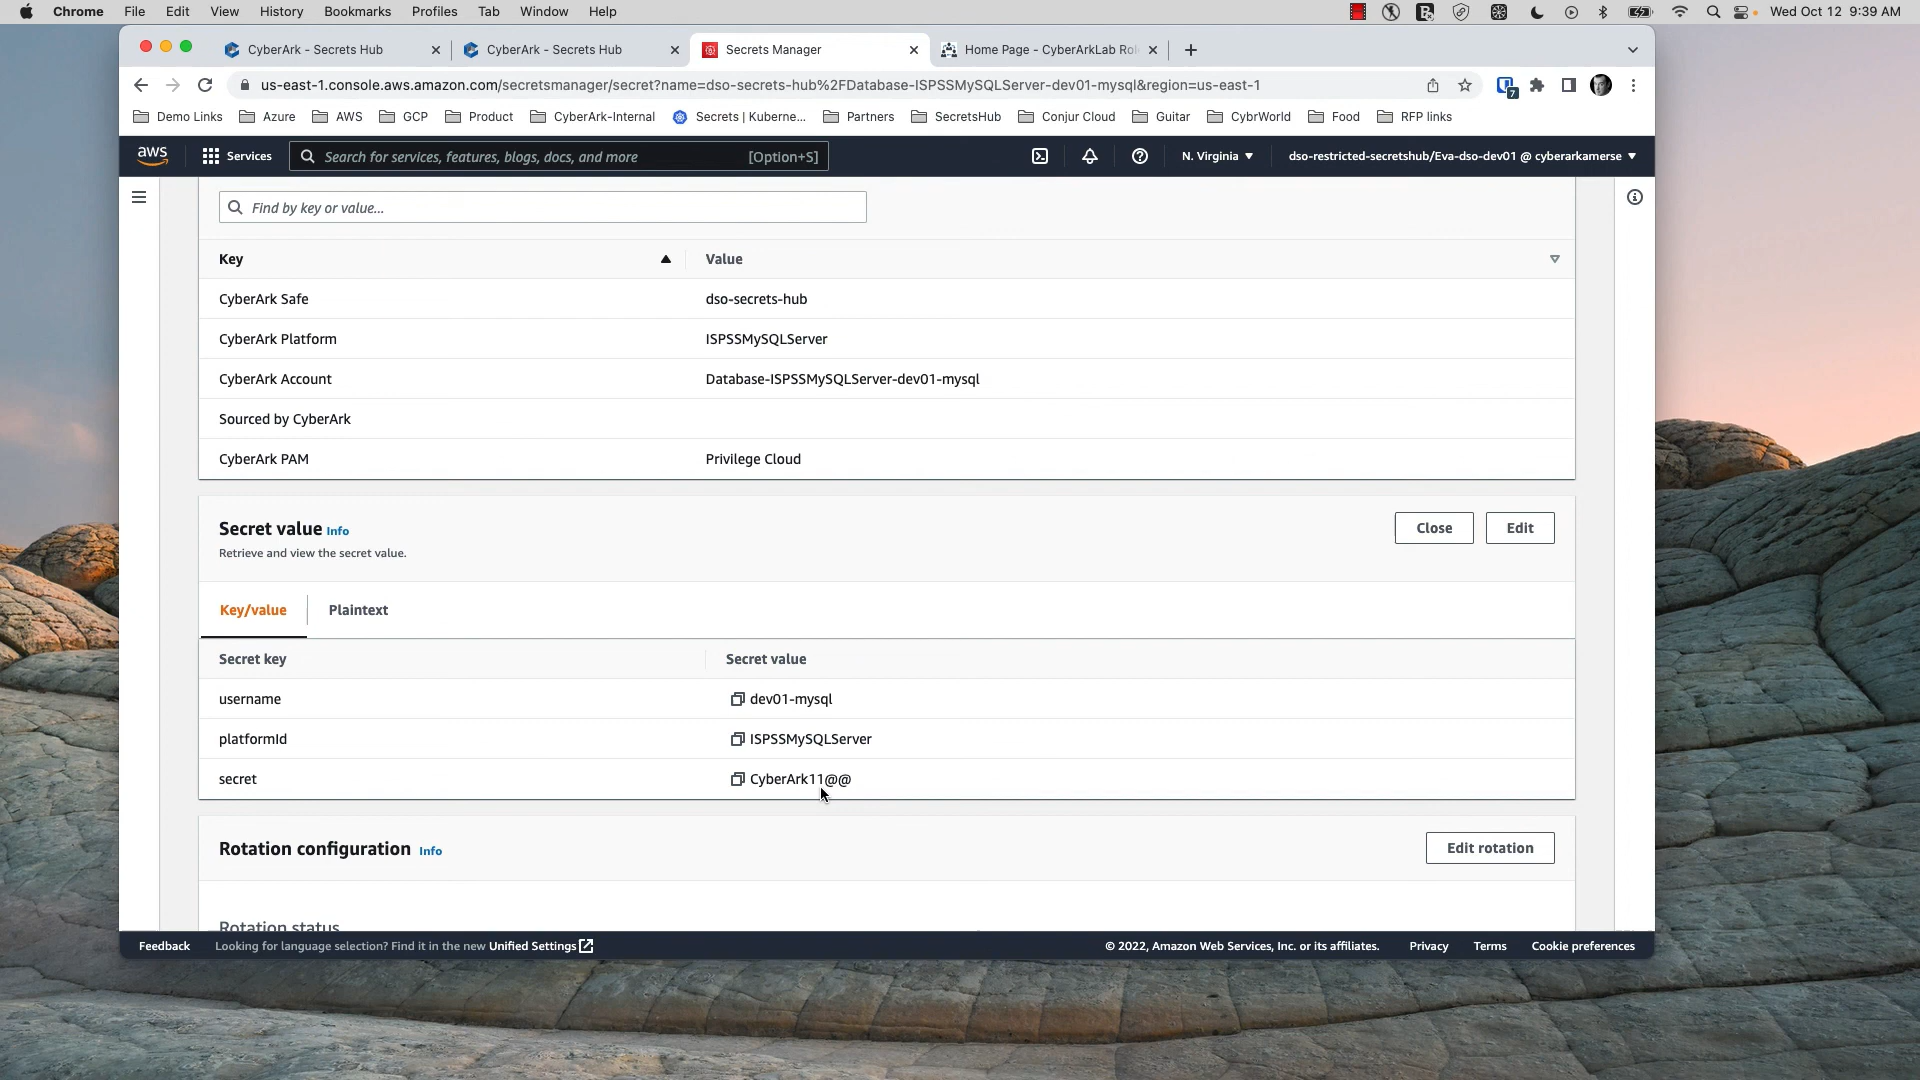 Chrome File Edit View History Bookmarks Profiles Tab Window Help Wed Oct 12 9:39 AM
CyberArk - Secrets Hub CyberArk - Secrets Hub Secrets Manager Home Page - CyberArkLab Rol
us-east-1.console.aws.amazon.com/secretsmanager/secret?name=dso-secrets-hub%2FDatabase-ISPSSMySQLServer-dev01-mysql&region=us-east-1 7
Demo Links Azure AWS GCP Product CyberArk-Internal Secrets | Kuberne... Partners SecretsHub Conjur Cloud Guitar CybrWorld Food RFP links
aws Services Search for services, features, blogs, docs, and more [Option+S] N. Virginia dso-restricted-secretshub/Eva-dso-dev01 @ cyberarkamerse
Find by key or value...
Key Value
CyberArk Safe dso-secrets-hub
CyberArk Platform ISPSSMySQLServer
CyberArk Account Database-ISPSSMySQLServer-dev01-mysql
Sourced by CyberArk
CyberArk PAM Privilege Cloud
Secret value Info Close Edit
Retrieve and view the secret value.
Key/value Plaintext
Secret key Secret value
username dev01-mysql
platformId ISPSSMySQLServer
secret CyberArk11@@
Rotation configuration Info Edit rotation
Rotation status
Feedback Looking for language selection? Find it in the new Unified Settings © 2022, Amazon Web Services, Inc. or its affiliates. Privacy Terms Cookie preferences